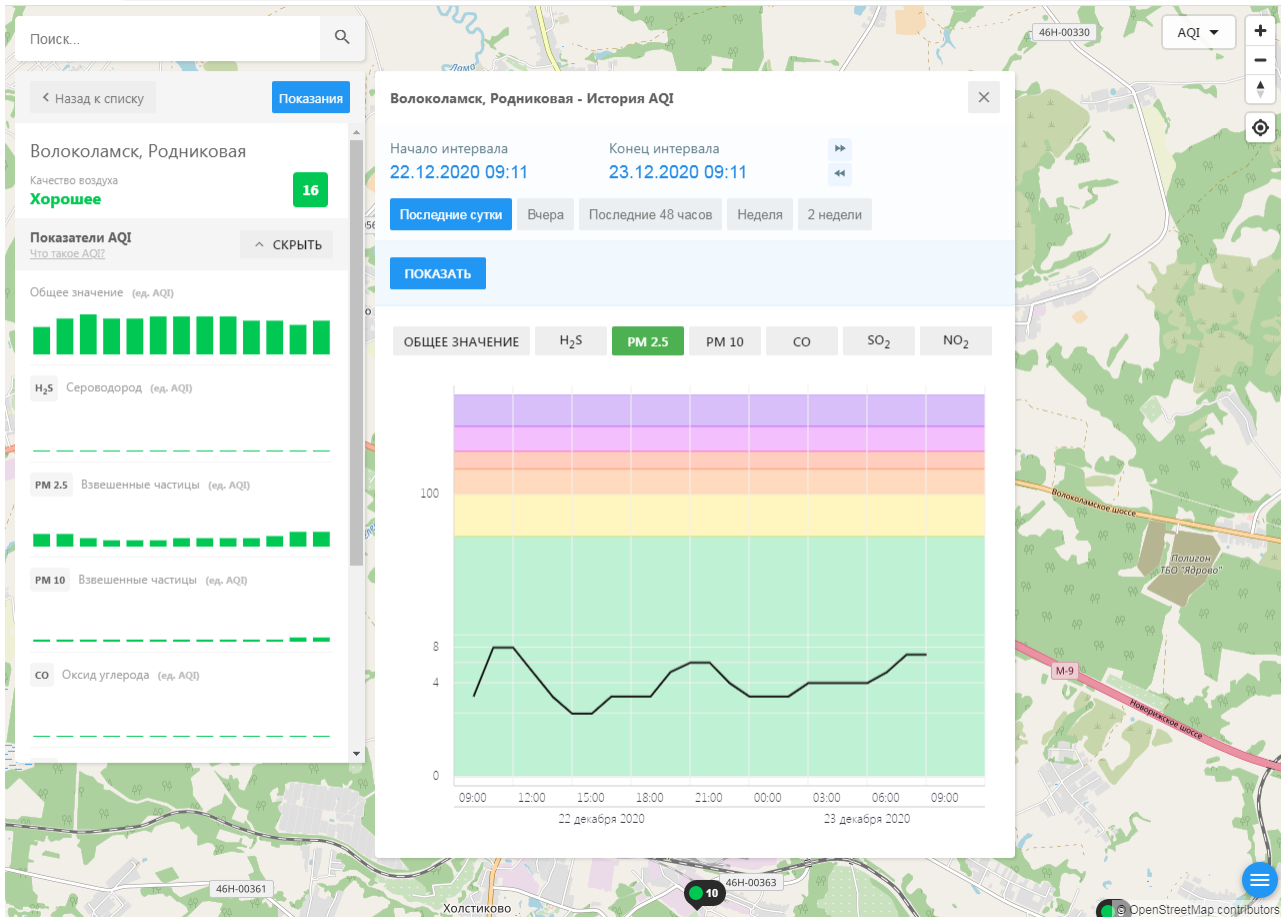 Поиск...
46Н-00330
AQI
Назад к списку
Показания
Волоколамск, Родниковая - История AQI
Волоколамск, Родниковая
Качество воздуха
Хорошее
16
Начало интервала
Конец интервала
22.12.2020 09:11
23.12.2020 09:11
Последние сутки
Вчера
Последние 48 часов
Неделя
2 недели
Показатели AQI
Что такое AQI?
СКРЫТЬ
ПОКАЗАТЬ
Общее значение (ед. AQI)
H2S Сероводород (ед. AQI)
PM 2.5 Взвешенные частицы (ед. AQI)
PM 10 Взвешенные частицы (ед. AQI)
CO Оксид углерода (ед. AQI)
ОБЩЕЕ ЗНАЧЕНИЕ
H2S
PM 2.5
PM 10
CO
SO2
NO2
100
8
4
0
09:00 12:00 15:00 18:00 21:00 00:00 03:00 06:00 09:00
22 декабря 2020
23 декабря 2020
Волоколамское шоссе
Полигон
ТБО "Ядрово"
М-9
Новорижское шоссе
46Н-00361
46Н-00363
10
Холстиково
© OpenStreetMap contributors